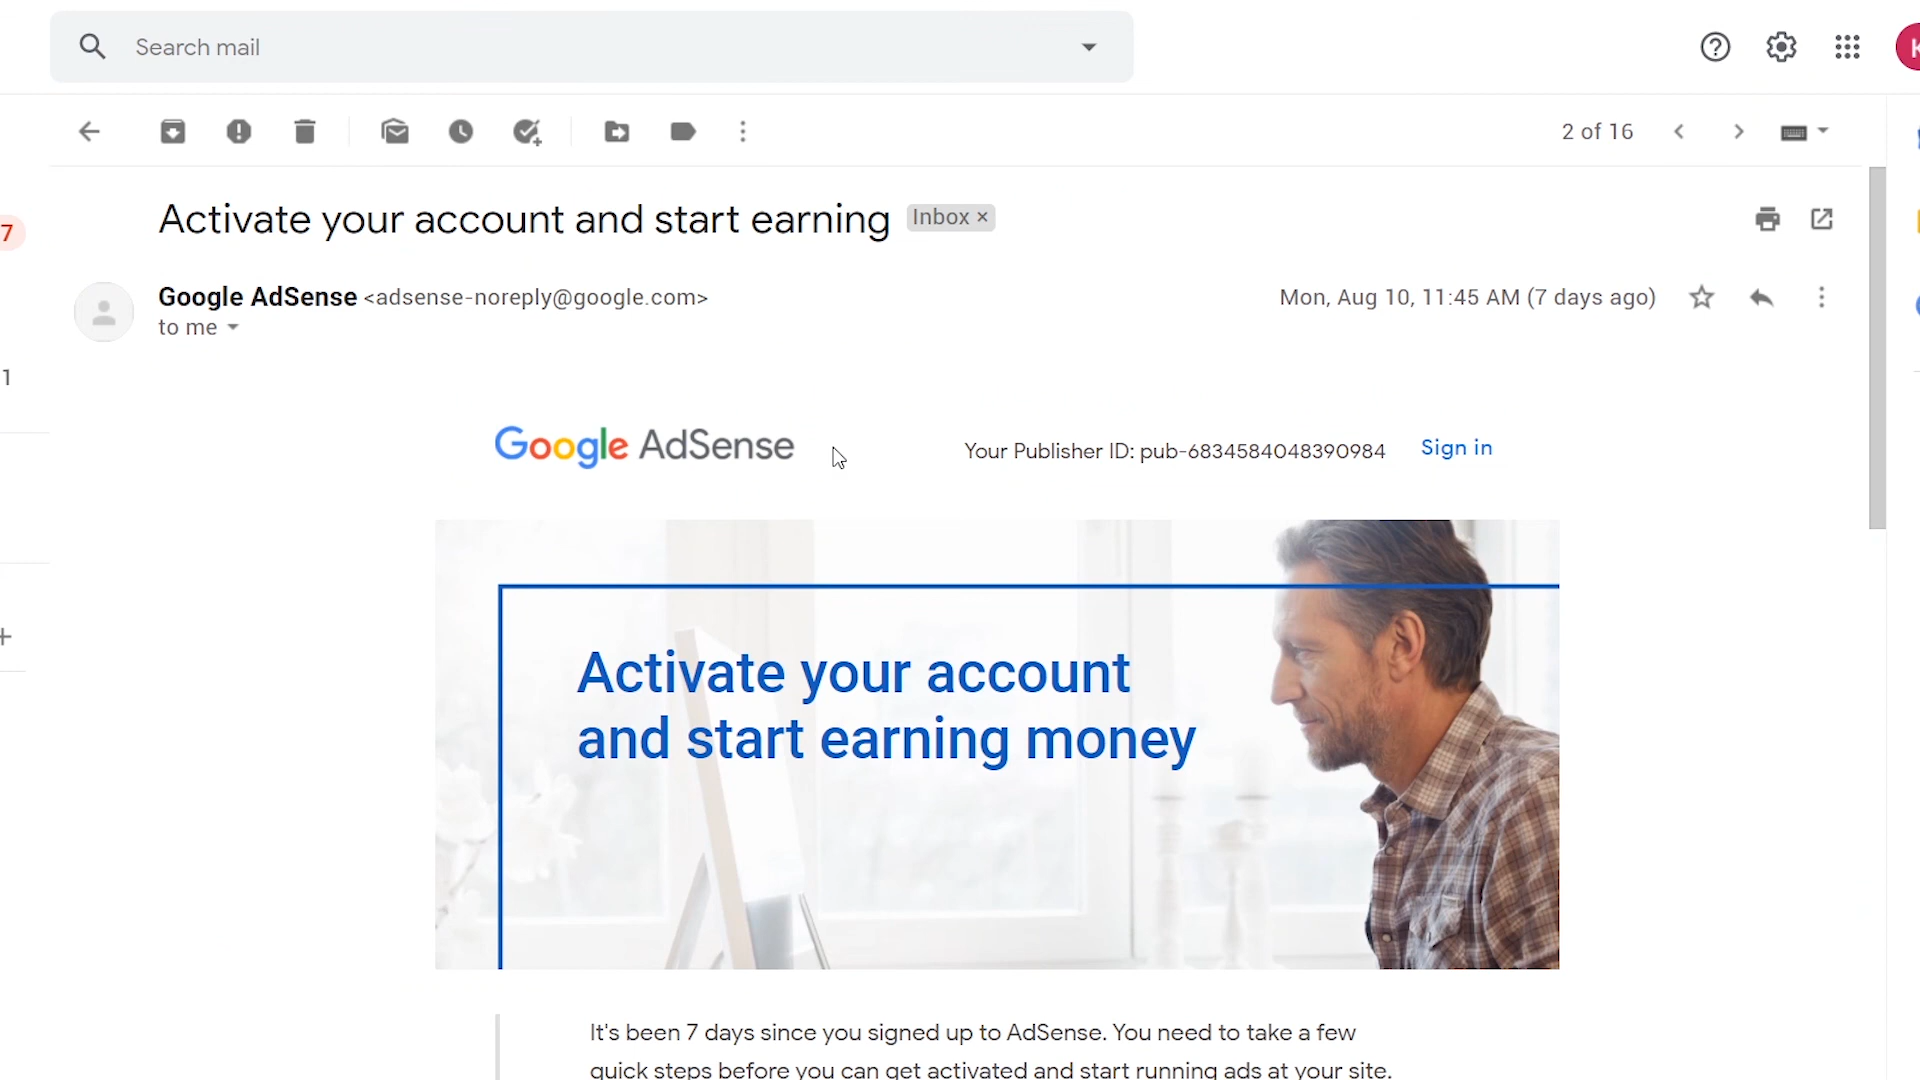 Search mail
K
2 of 16
Activate your account and start earning Inbox ×
7
Google AdSense <adsense-noreply@google.com> Mon, Aug 10, 11:45 AM (7 days ago)
to me
1
Google AdSense Your Publisher ID: pub-6834584048390984 Sign in
Activate your account
and start earning money
It's been 7 days since you signed up to AdSense. You need to take a few
quick steps before you can get activated and start running ads at your site.